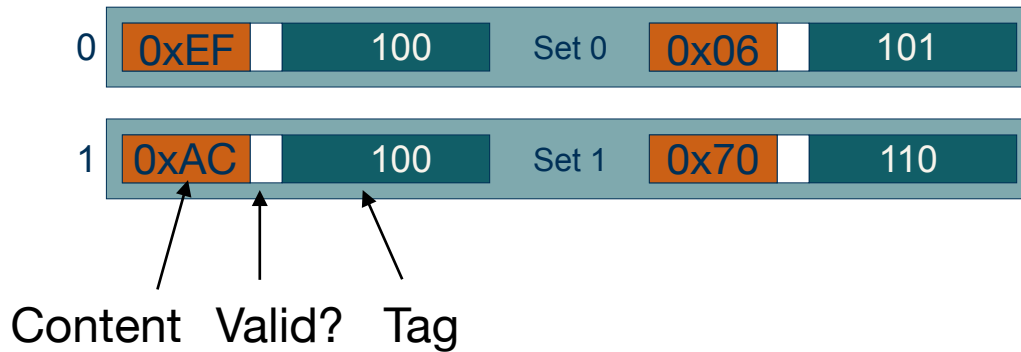 0 0xEF 100 Set 0 0x06 101
1 0xAC 100 Set 1 0x70 110
Content Valid? Tag